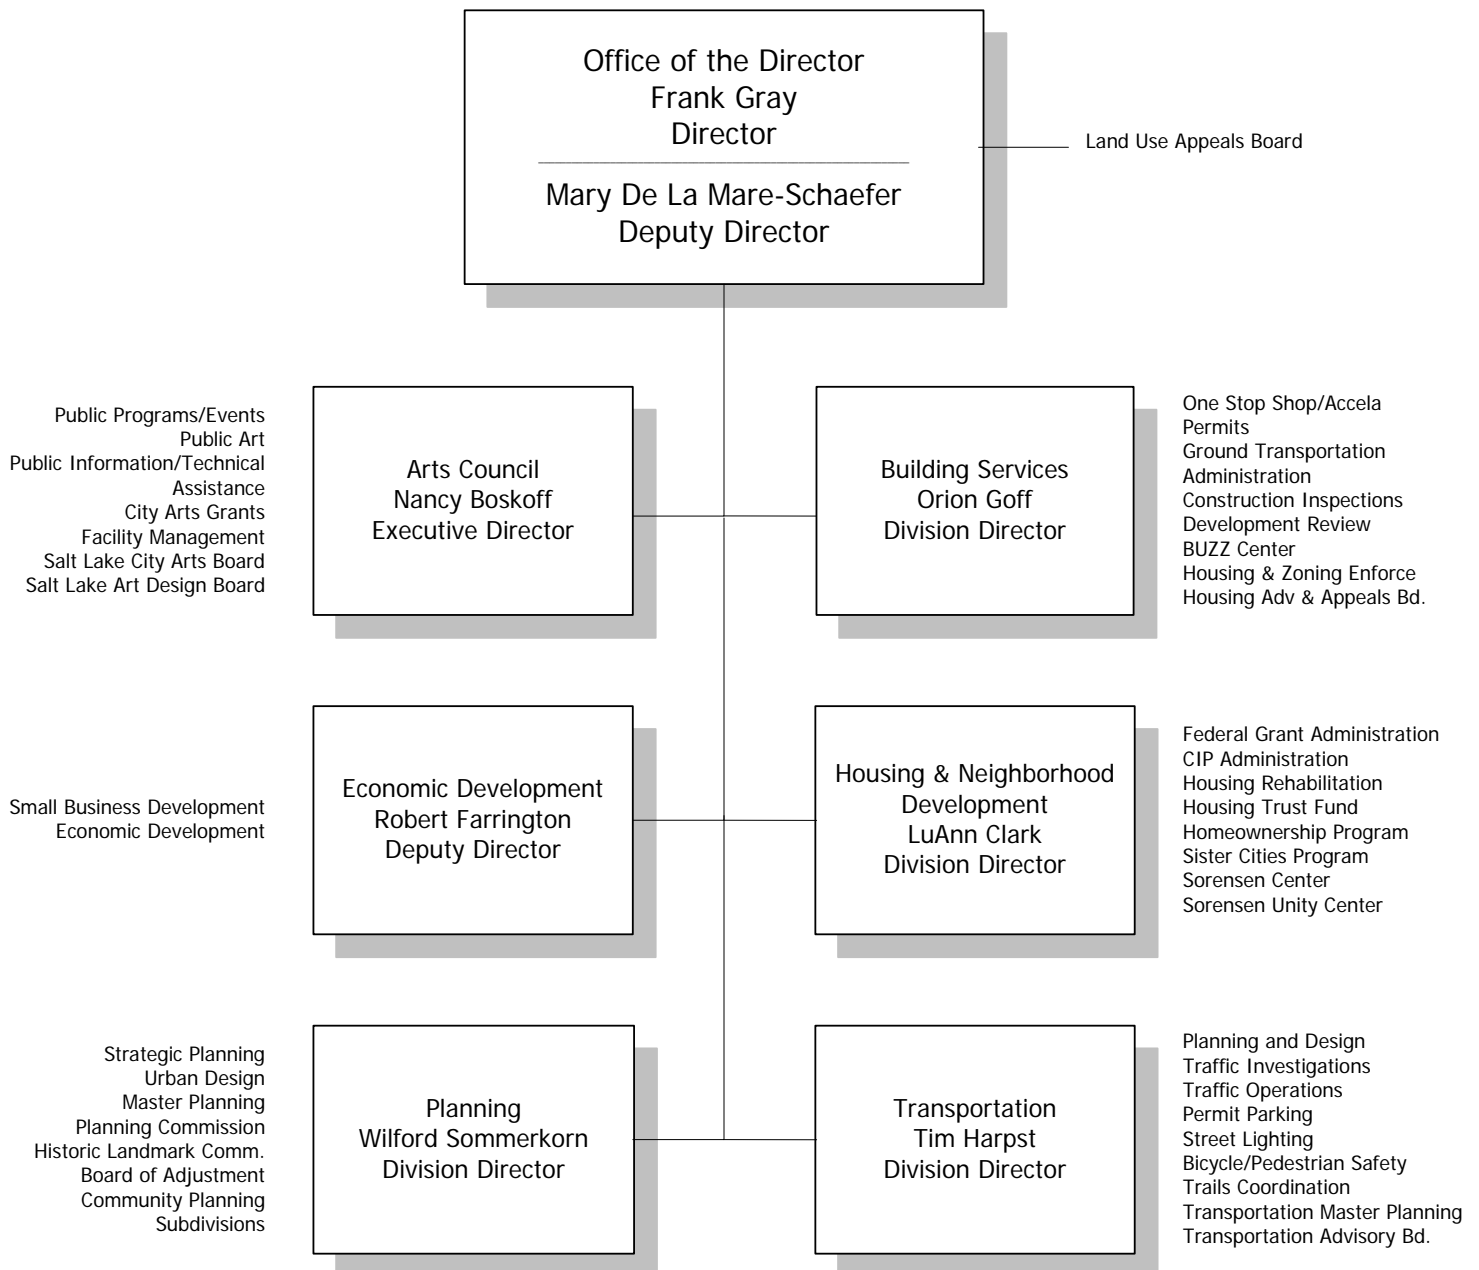 Office of the Director
Frank Gray
Director
Mary De La Mare-Schaefer
Deputy Director
Land Use Appeals Board
Public Programs/Events
Public Art
Public Information/Technical
Assistance
City Arts Grants
Facility Management
Salt Lake City Arts Board
Salt Lake Art Design Board
Arts Council
Nancy Boskoff
Executive Director
Building Services
Orion Goff
Division Director
One Stop Shop/Accela
Permits
Ground Transportation
Administration
Construction Inspections
Development Review
BUZZ Center
Housing & Zoning Enforce
Housing Adv & Appeals Bd.
Small Business Development
Economic Development
Economic Development
Robert Farrington
Deputy Director
Housing & Neighborhood
Development
LuAnn Clark
Division Director
Federal Grant Administration
CIP Administration
Housing Rehabilitation
Housing Trust Fund
Homeownership Program
Sister Cities Program
Sorensen Center
Sorensen Unity Center
Strategic Planning
Urban Design
Master Planning
Planning Commission
Historic Landmark Comm.
Board of Adjustment
Community Planning
Subdivisions
Planning
Wilford Sommerkorn
Division Director
Transportation
Tim Harpst
Division Director
Planning and Design
Traffic Investigations
Traffic Operations
Permit Parking
Street Lighting
Bicycle/Pedestrian Safety
Trails Coordination
Transportation Master Planning
Transportation Advisory Bd.